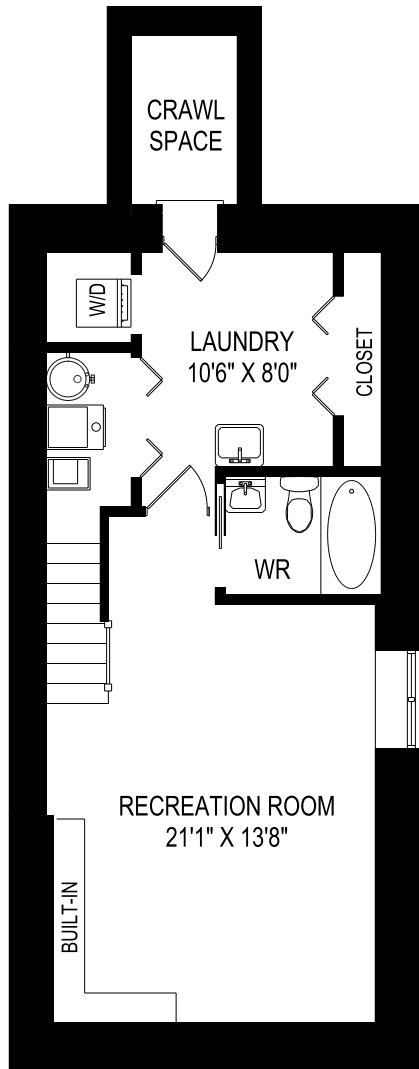 CRAWL
SPACE
W/D
LAUNDRY
10'6" X 8'0"
CLOSET
WR
RECREATION ROOM
21'1" X 13'8"
BUILT-IN